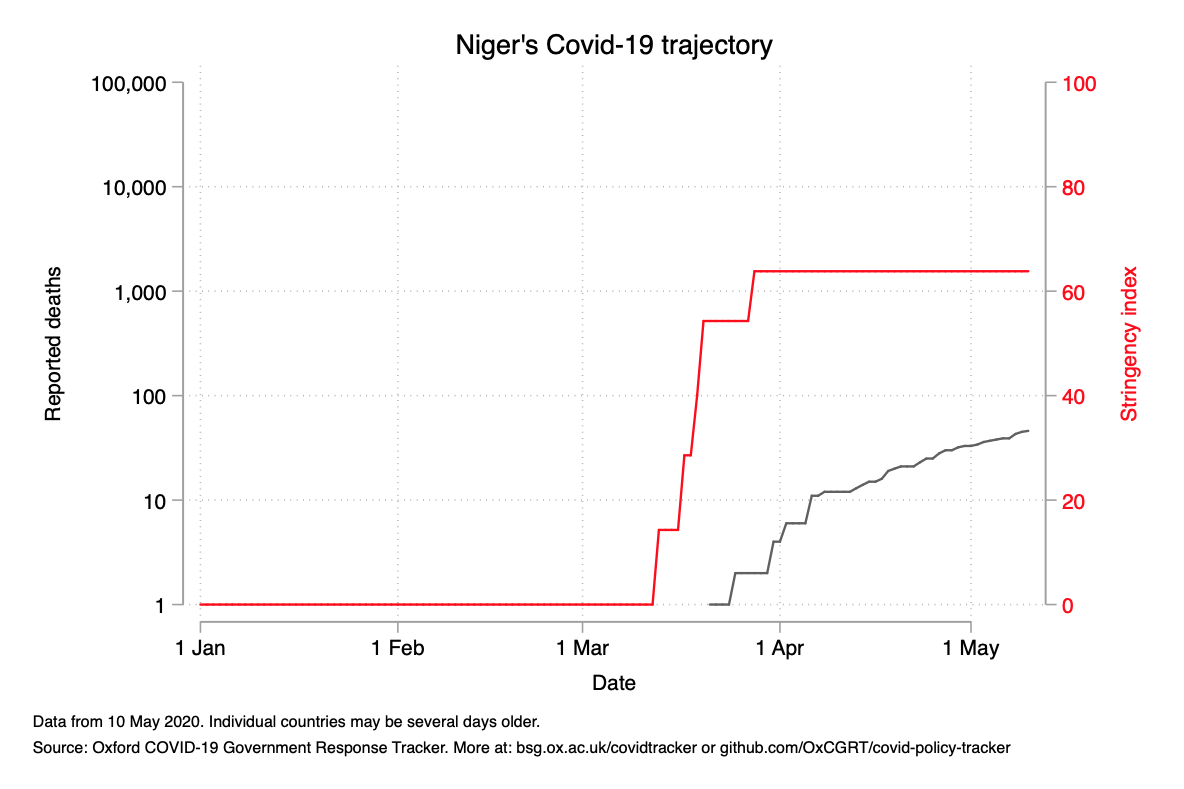 Niger's Covid-19 trajectory
100,000
10,000
1,000
100
10
1
Reported deaths
100
80
60
40
20
0
Stringency index
1 Jan
1 Feb
1 Mar
1 Apr
1 May
Date
Data from 10 May 2020. Individual countries may be several days older.
Source: Oxford COVID-19 Government Response Tracker. More at: bsg.ox.ac.uk/covidtracker or github.com/OxCGRT/covid-policy-tracker